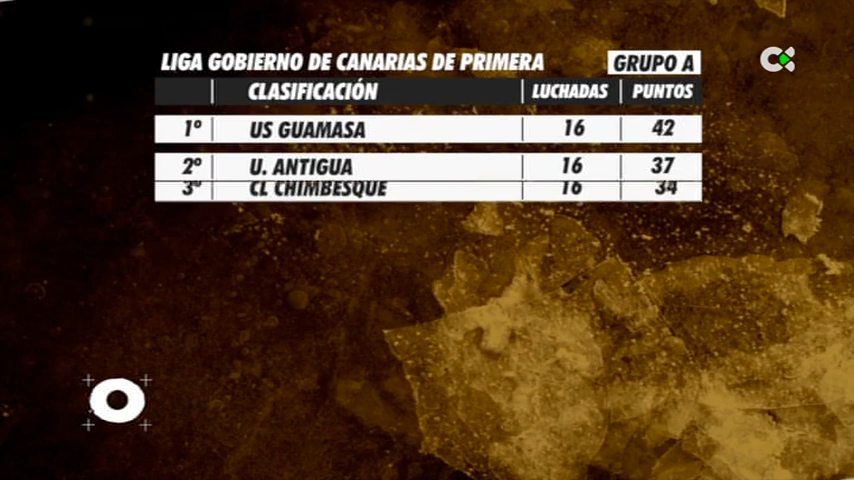 LIGA GOBIERNO DE CANARIAS DE PRIMERA GRUPO A
CLASIFICACIÓN LUCHADAS PUNTOS
1º US GUAMASA 16 42
2º U. ANTIGUA 16 37
3º CL CHIMBESQUE 16 34